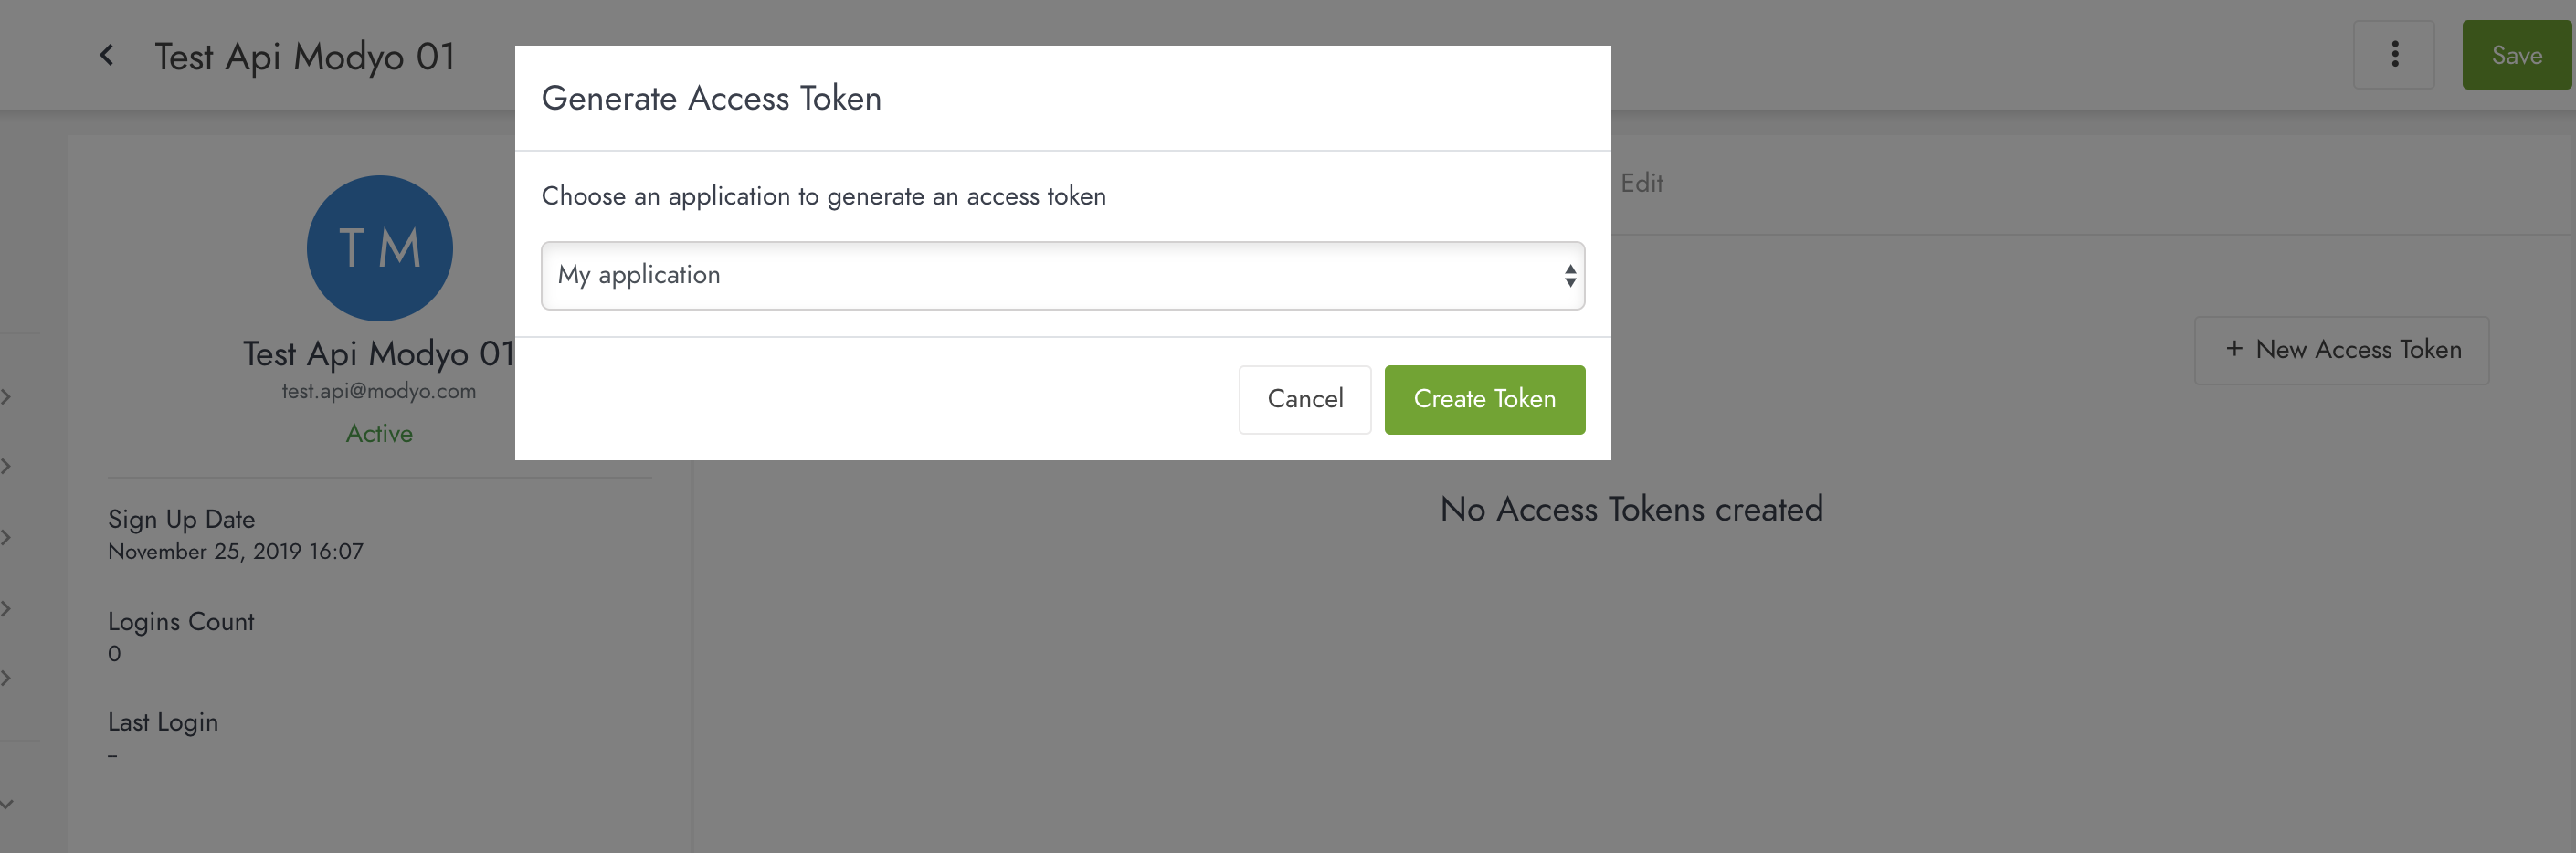 Test Api Modyo 01
Save
Generate Access Token
Choose an application to generate an access token
My application
Cancel
Create Token
T M
Test Api Modyo 01
test.api@modyo.com
Active
Sign Up Date
November 25, 2019 16:07
Logins Count
0
Last Login
–
Edit
+ New Access Token
No Access Tokens created